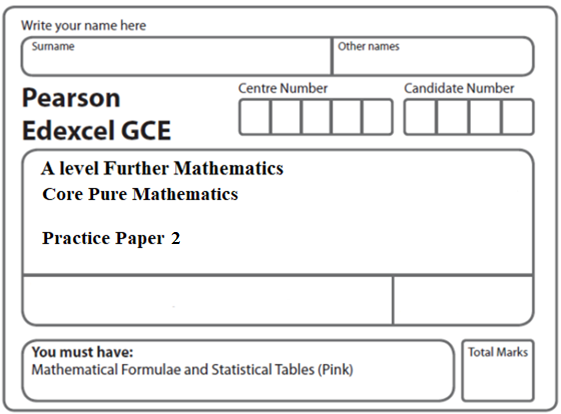 Write your name here
Surname
Other names
Pearson
Edexcel GCE
Centre Number
Candidate Number
A level Further Mathematics
Core Pure Mathematics
Practice Paper 2
You must have:
Mathematical Formulae and Statistical Tables (Pink)
Total Marks